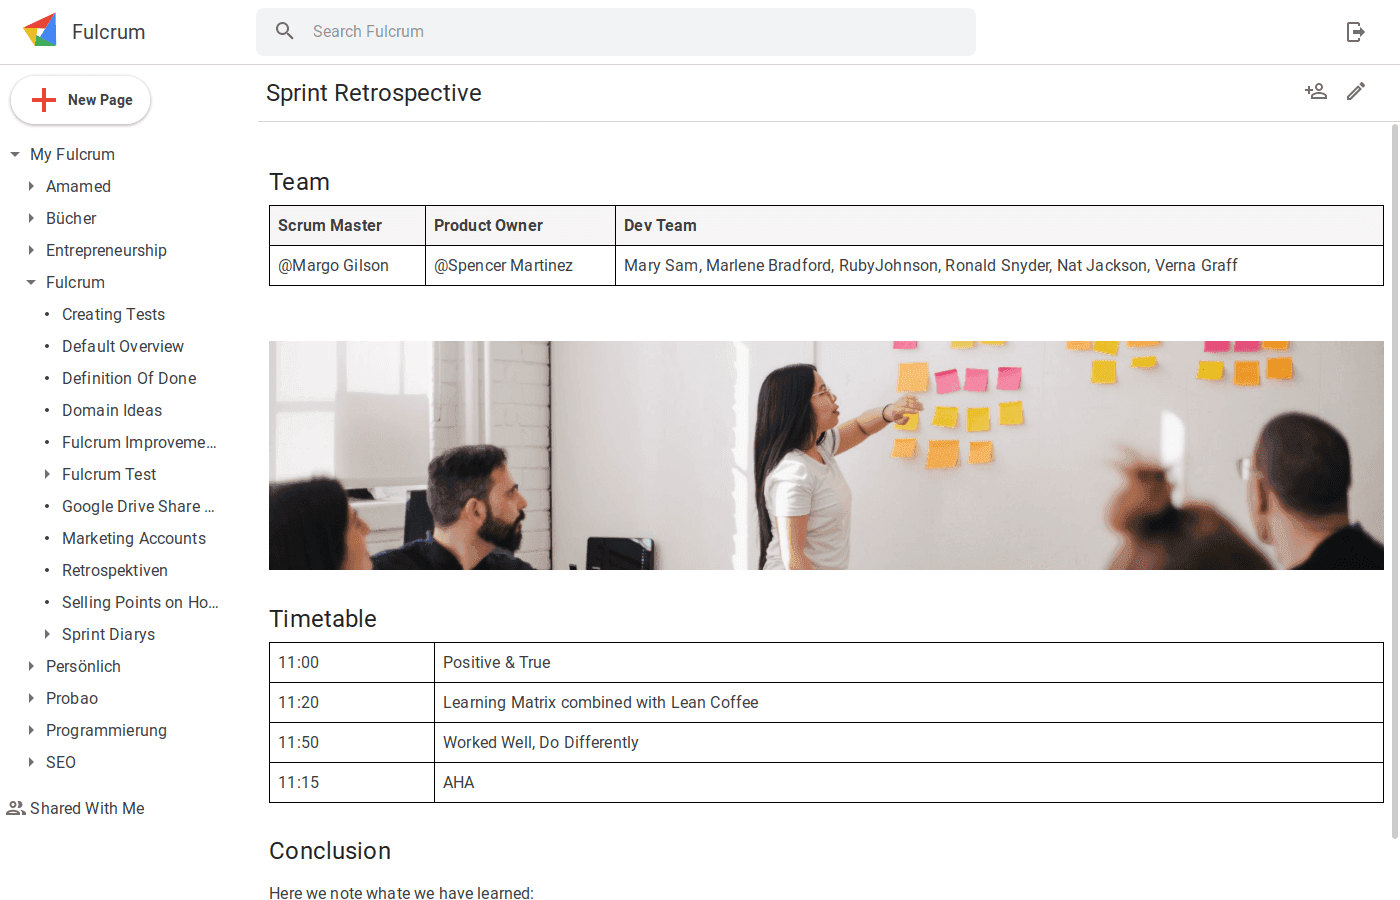 Fulcrum
Search Fulcrum
New Page
My Fulcrum
Amamed
Bücher
Entrepreneurship
Fulcrum
Creating Tests
Default Overview
Definition Of Done
Domain Ideas
Fulcrum Improveme...
Fulcrum Test
Google Drive Share ...
Marketing Accounts
Retrospektiven
Selling Points on Ho...
Sprint Diarys
Persönlich
Probao
Programmierung
SEO
Shared With Me
Sprint Retrospective
Team
Scrum Master Product Owner Dev Team
@Margo Gilson @Spencer Martinez Mary Sam, Marlene Bradford, RubyJohnson, Ronald Snyder, Nat Jackson, Verna Graff
Timetable
11:00 Positive & True
11:20 Learning Matrix combined with Lean Coffee
11:50 Worked Well, Do Differently
11:15 AHA
Conclusion
Here we note whate we have learned: